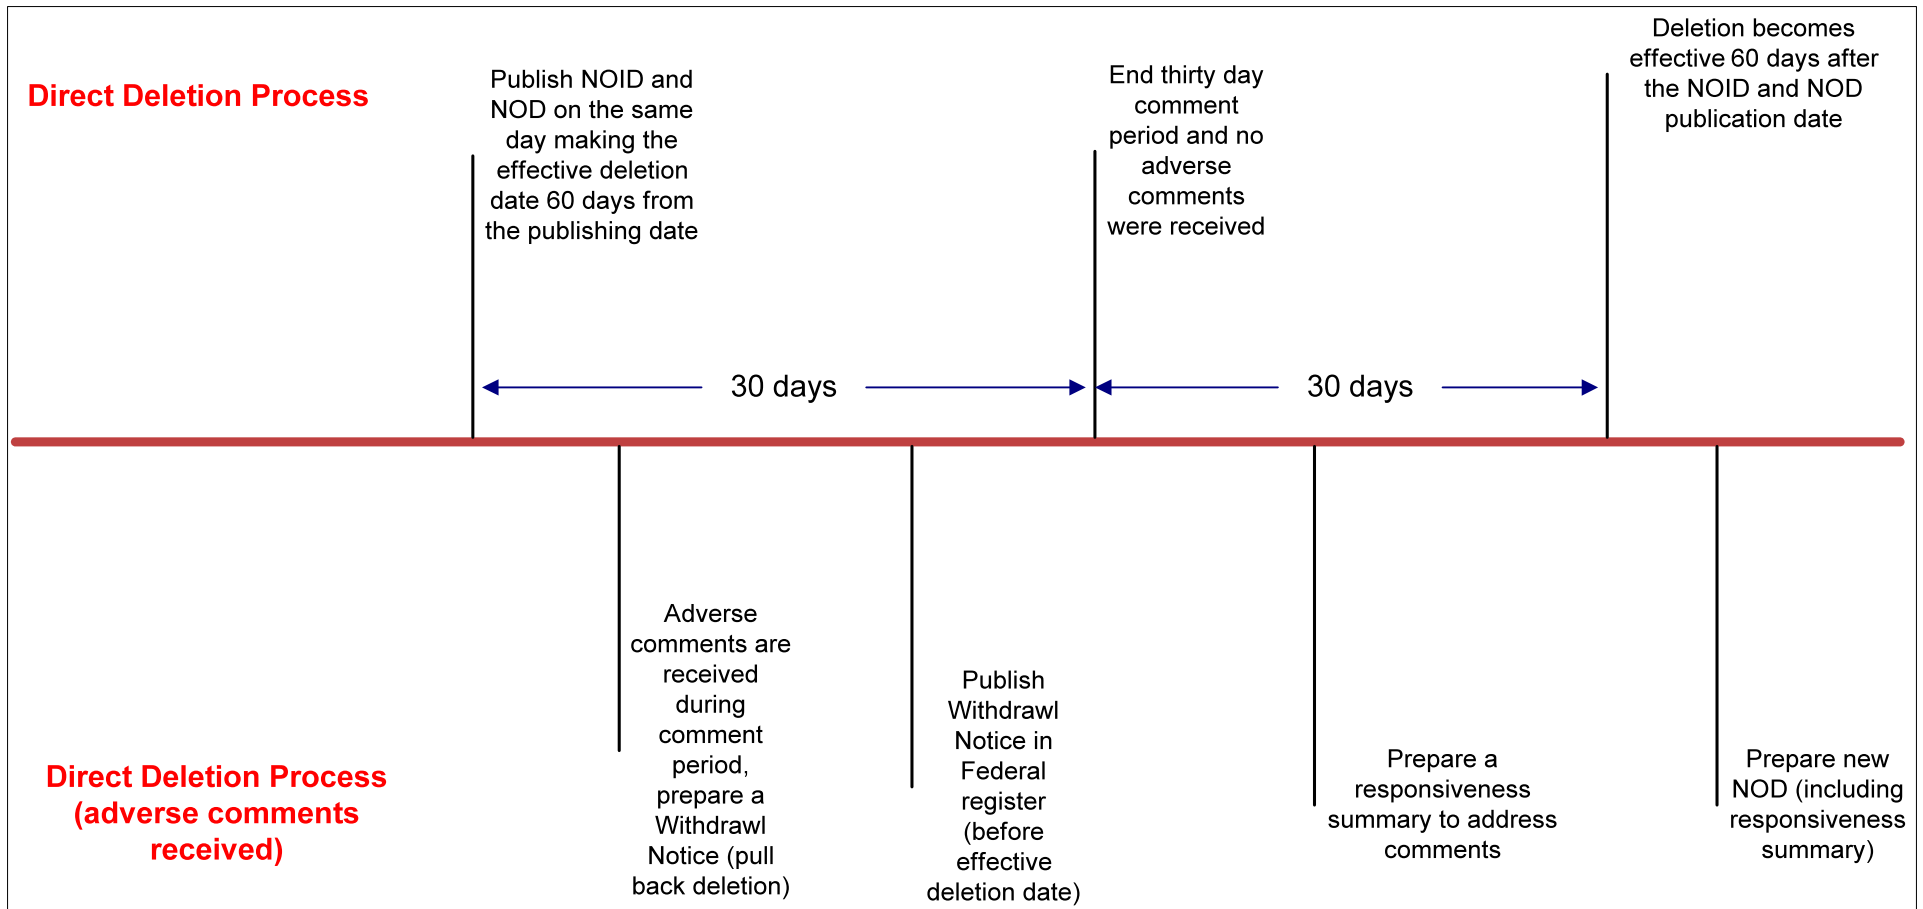 Direct Deletion Process
Publish NOID and
NOD on the same
day making the
effective deletion
date 60 days from
the publishing date
End thirty day
comment
period and no
adverse
comments
were received
Deletion becomes
effective 60 days after
the NOID and NOD
publication date
30 days
30 days
Direct Deletion Process
(adverse comments
received)
Adverse
comments are
received
during
comment
period,
prepare a
Withdrawl
Notice (pull
back deletion)
Publish
Withdrawl
Notice in
Federal
register
(before
effective
deletion date)
Prepare a
responsiveness
summary to address
comments
Prepare new
NOD (including
responsiveness
summary)